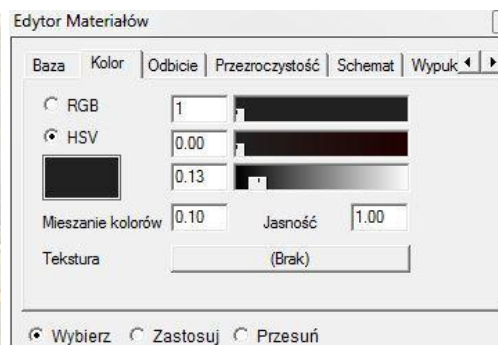 Edytor Materiałów
Baza Kolor Odbicie Przezroczystość Schemat Wypuk
RGB 1
HSV 0.00
0.13
Mieszanie kolorów 0.10 Jasność 1.00
Tekstura (Brak)
Wybierz Zastosuj Przesuń